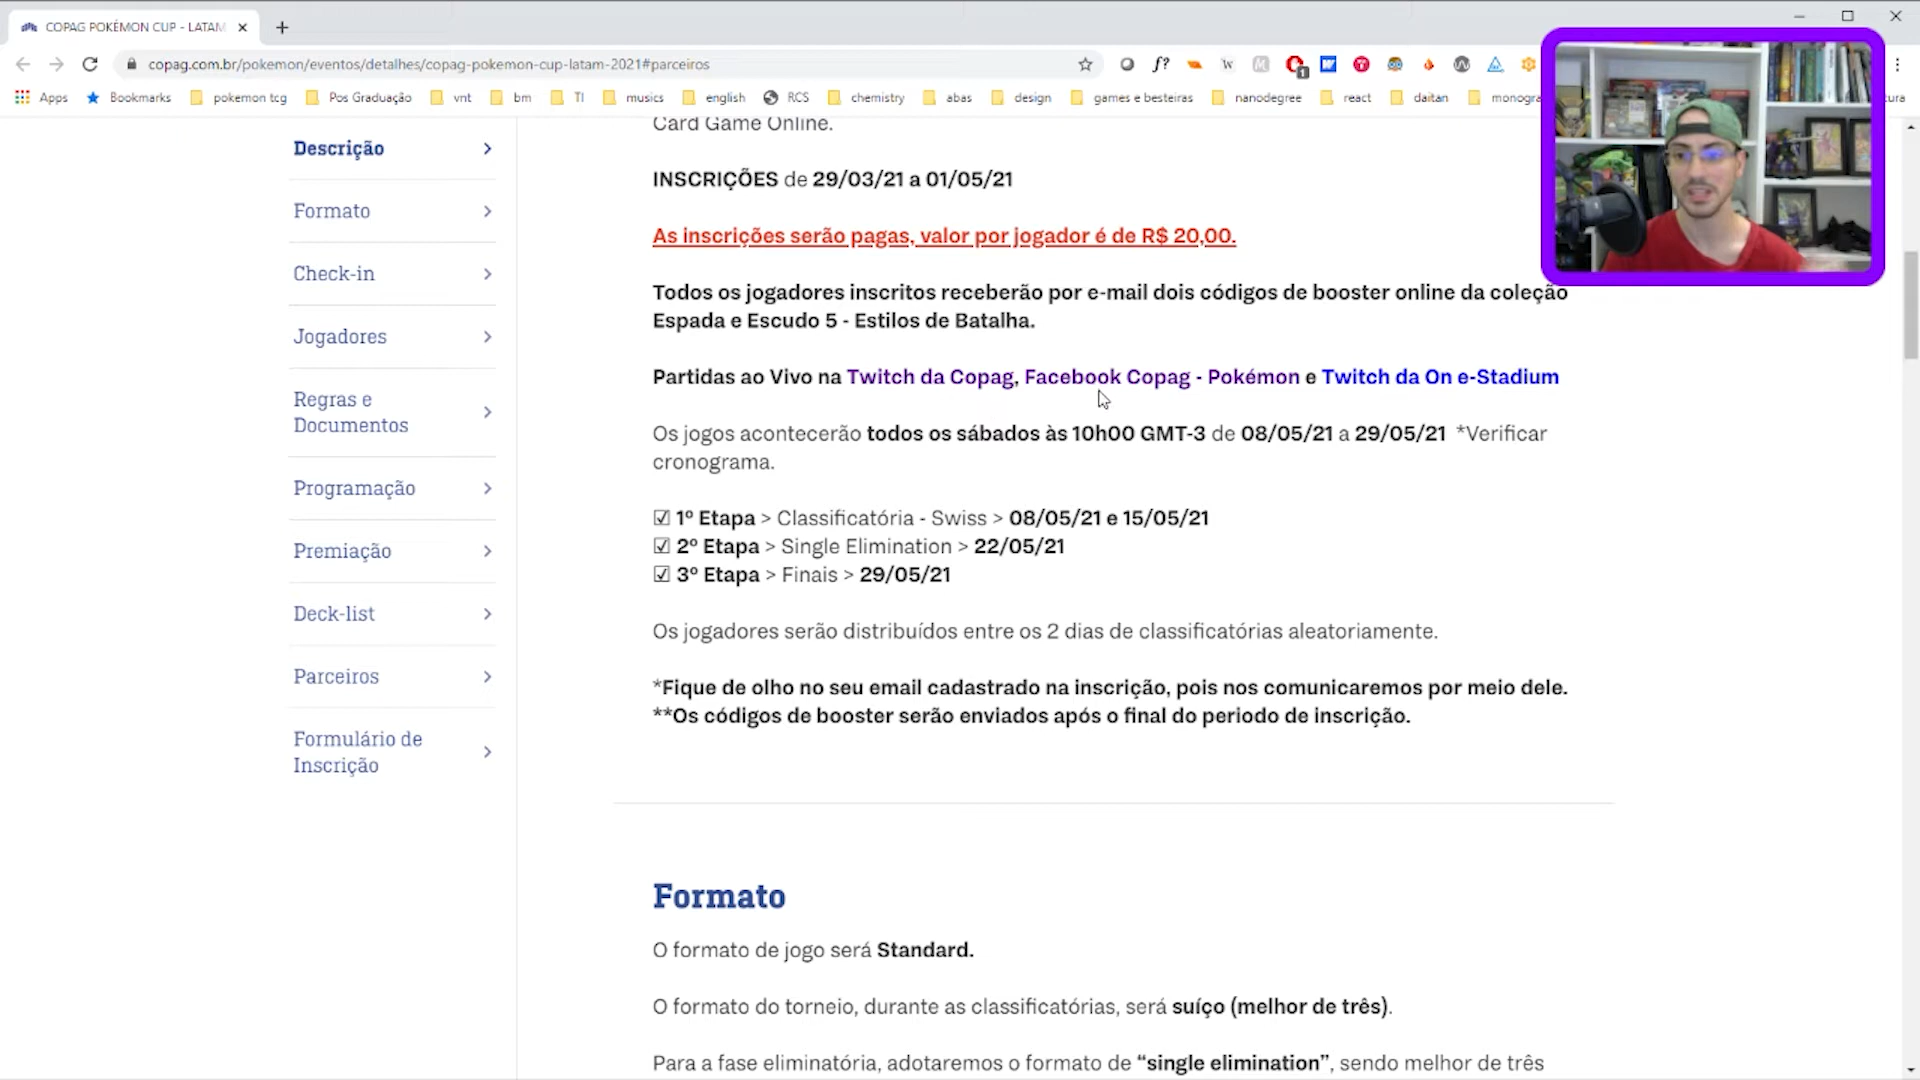 COPAG POKÉMON CUP - LATAM
copag.com.br/pokemon/eventos/detalhes/copag-pokemon-cup-latam-2021#parceiros
Apps
Bookmarks
pokemon tcg
Pos Graduação
vnt
bm
TI
musics
english
RCS
chemistry
abas
design
games e besteiras
nanodegree
react
daitan
Descrição
Formato
Check-in
Jogadores
Regras e
Documentos
Programação
Premiação
Deck-list
Parceiros
Formulário de
Inscrição
Card Game Online.
INSCRIÇÕES de 29/03/21 a 01/05/21
As inscrições serão pagas, valor por jogador é de R$ 20,00.
Todos os jogadores inscritos receberão por e-mail dois códigos de booster online da coleção
Espada e Escudo 5 - Estilos de Batalha.
Partidas ao Vivo na Twitch da Copag, Facebook Copag - Pokémon e Twitch da On e-Stadium
Os jogos acontecerão todos os sábados às 10h00 GMT-3 de 08/05/21 a 29/05/21 *Verificar
cronograma.
☑ 1º Etapa > Classificatória - Swiss > 08/05/21 e 15/05/21
☑ 2º Etapa > Single Elimination > 22/05/21
☑ 3º Etapa > Finais > 29/05/21
Os jogadores serão distribuídos entre os 2 dias de classificatórias aleatoriamente.
*Fique de olho no seu email cadastrado na inscrição, pois nos comunicaremos por meio dele.
**Os códigos de booster serão enviados após o final do periodo de inscrição.
Formato
O formato de jogo será Standard.
O formato do torneio, durante as classificatórias, será suíço (melhor de três).
Para a fase eliminatória, adotaremos o formato de “single elimination”, sendo melhor de três